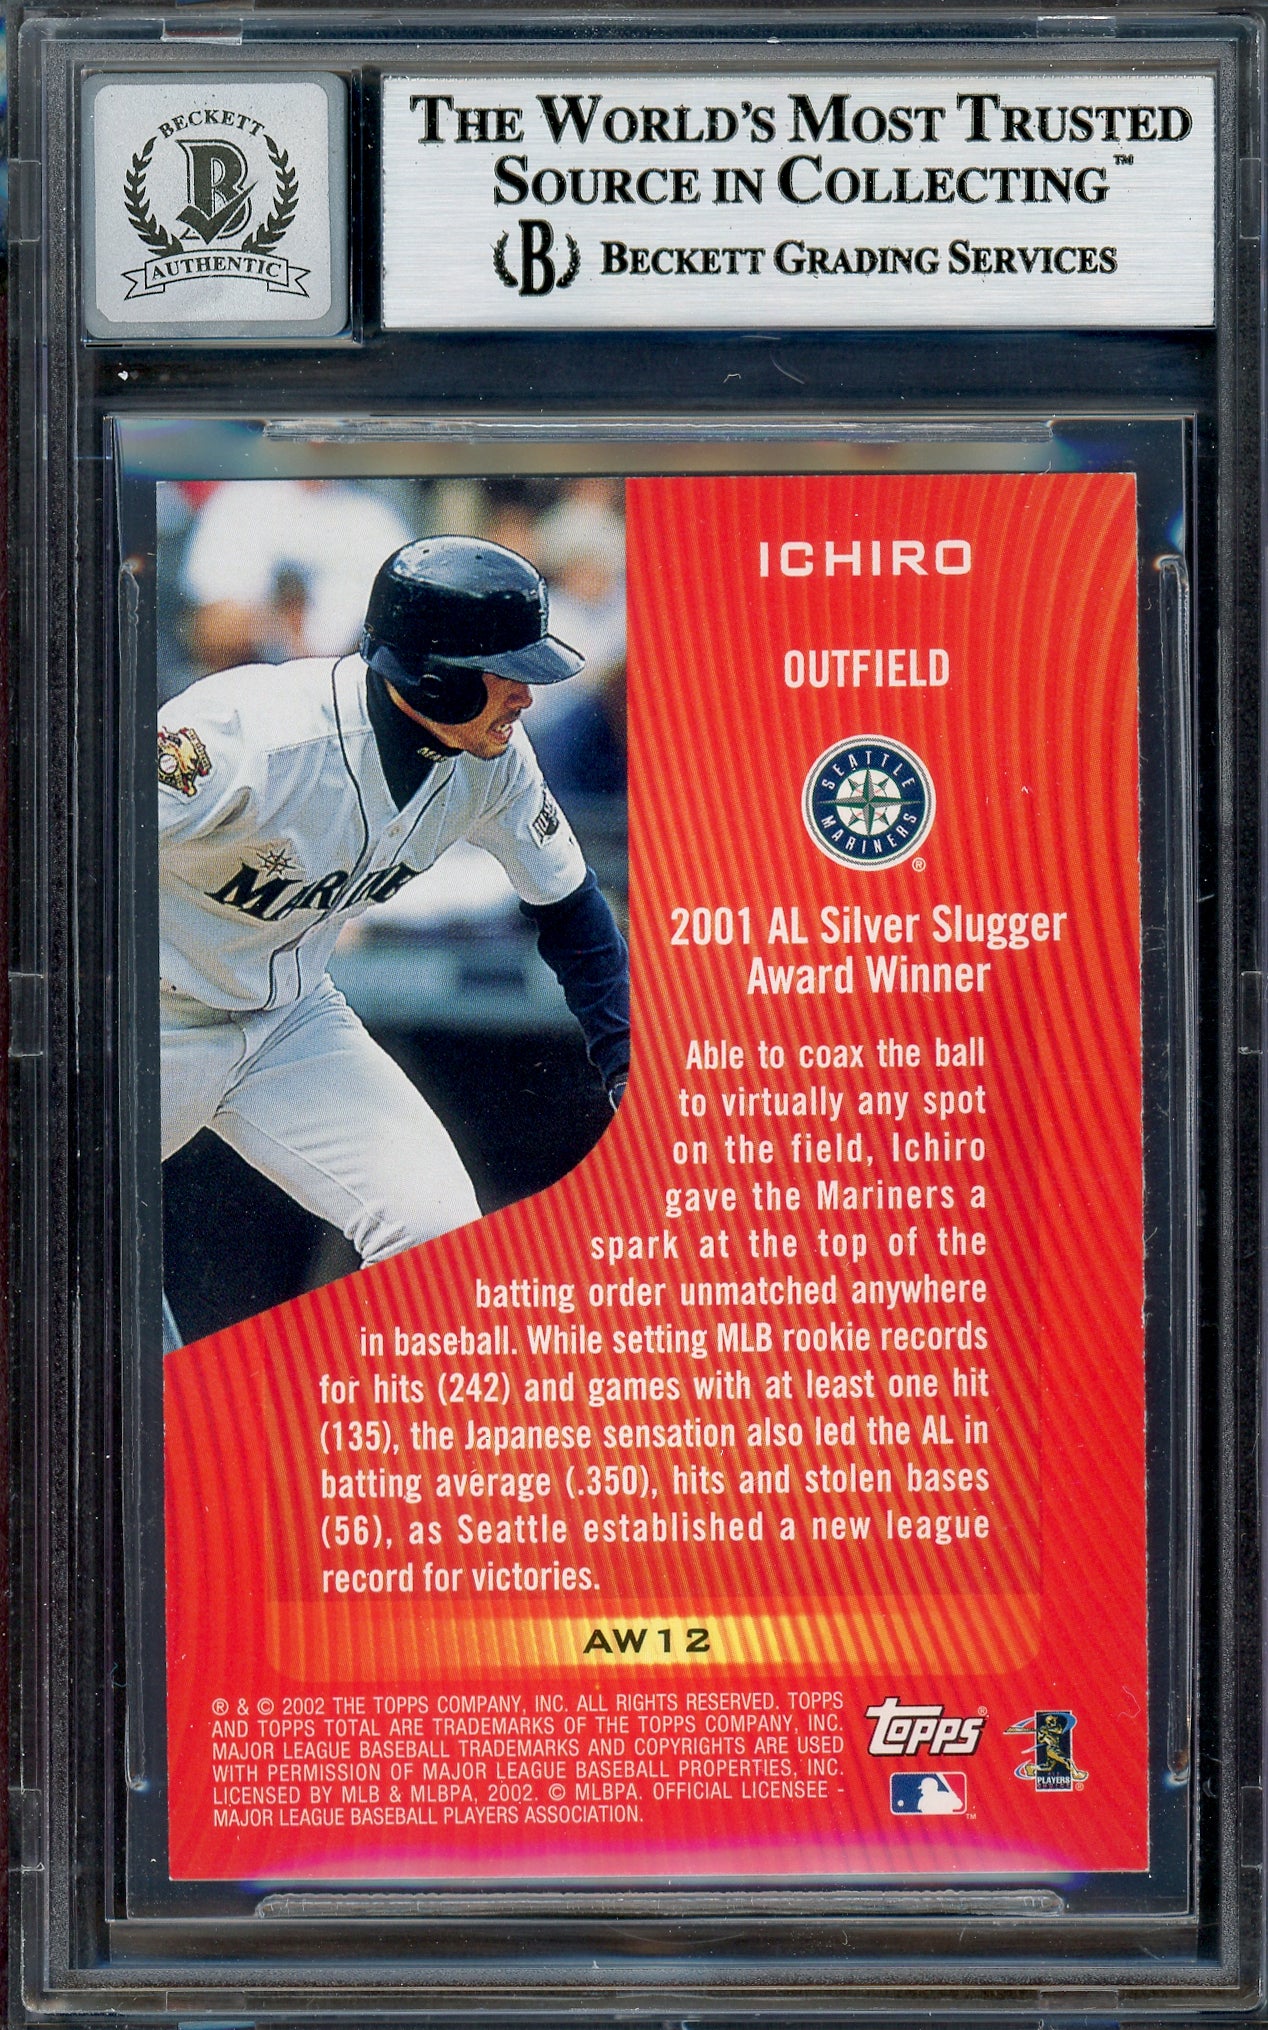 BECKETT
B
AUTHENTIC
THE WORLD'S MOST TRUSTED
SOURCE IN COLLECTING™
B BECKETT GRADING SERVICES
ICHIRO
OUTFIELD
SEATTLE
MARINERS
®
MARINE
2001 AL Silver Slugger
Award Winner
Able to coax the ball
to virtually any spot
on the field, Ichiro
gave the Mariners a
spark at the top of the
batting order unmatched anywhere
in baseball. While setting MLB rookie records
for hits (242) and games with at least one hit
(135), the Japanese sensation also led the AL in
batting average (.350), hits and stolen bases
(56), as Seattle established a new league
record for victories.
AW12
® & © 2002 THE TOPPS COMPANY, INC. ALL RIGHTS RESERVED. TOPPS
AND TOPPS TOTAL ARE TRADEMARKS OF THE TOPPS COMPANY, INC.
MAJOR LEAGUE BASEBALL TRADEMARKS AND COPYRIGHTS ARE USED
WITH PERMISSION OF MAJOR LEAGUE BASEBALL PROPERTIES, INC.
LICENSED BY MLB & MLBPA, 2002. © MLBPA. OFFICIAL LICENSEE -
MAJOR LEAGUE BASEBALL PLAYERS ASSOCIATION.
topps®
PLAYERS
®
™